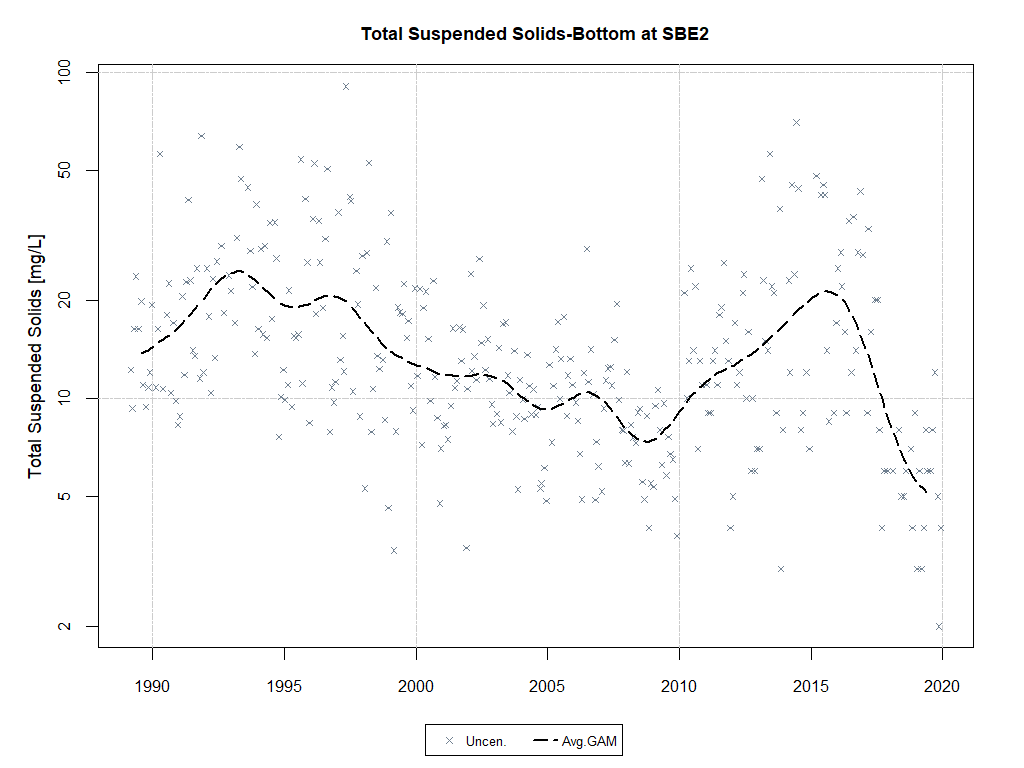 Total Suspended Solids-Bottom at SBE2
Total Suspended Solids [mg/L]
100
50
20
10
5
2
1990 1995 2000 2005 2010 2015 2020
Uncen. Avg.GAM